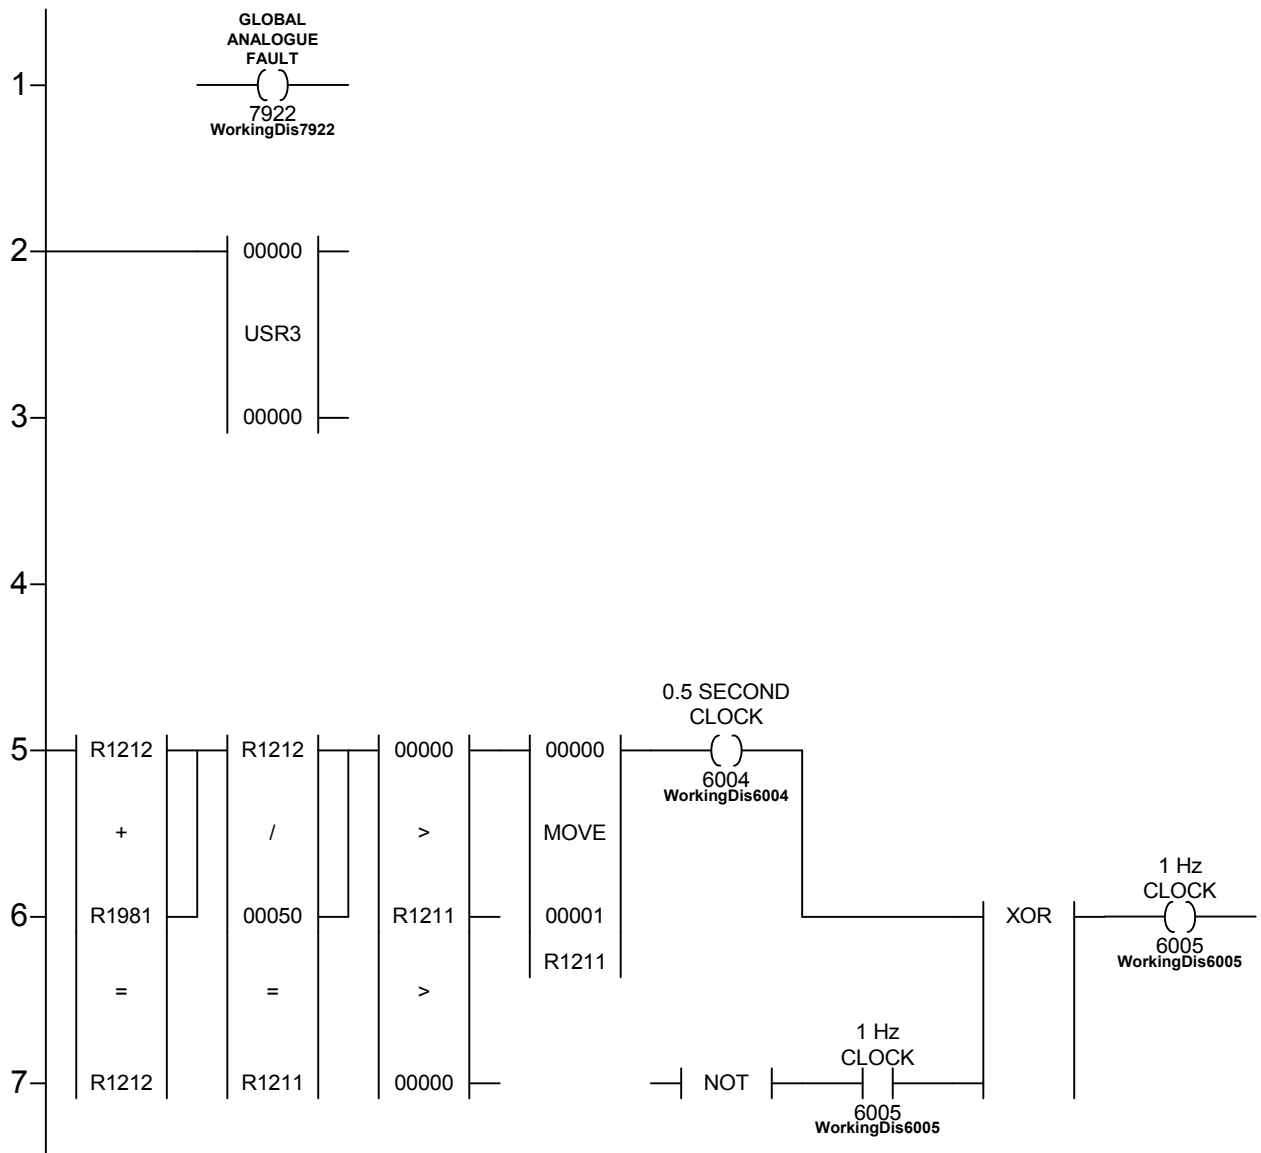 GLOBAL
ANALOGUE
FAULT
1
7922
WorkingDis7922
2
00000
USR3
3
00000
4
0.5 SECOND
CLOCK
5
R1212
R1212
00000
00000
6004
WorkingDis6004
+
/
>
MOVE
1 Hz
CLOCK
6
R1981
00050
R1211
00001
XOR
6005
WorkingDis6005
R1211
=
=
>
1 Hz
CLOCK
7
R1212
R1211
00000
NOT
6005
WorkingDis6005